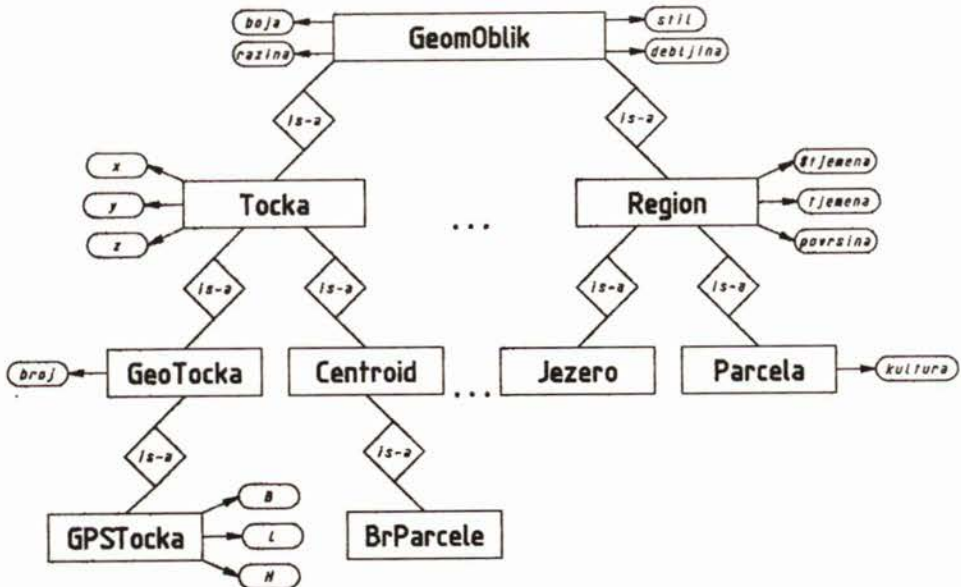 boja
stil
GeomOblik
razina
debljina
is-a
is-a
x
#tjemena
y
Tocka
...
Region
tjemena
z
povrsina
is-a
is-a
is-a
is-a
broj
GeoTocka
Centroid
...
Jezero
Parcela
kultura
is-a
is-a
B
GPSTocka
L
BrParcele
H